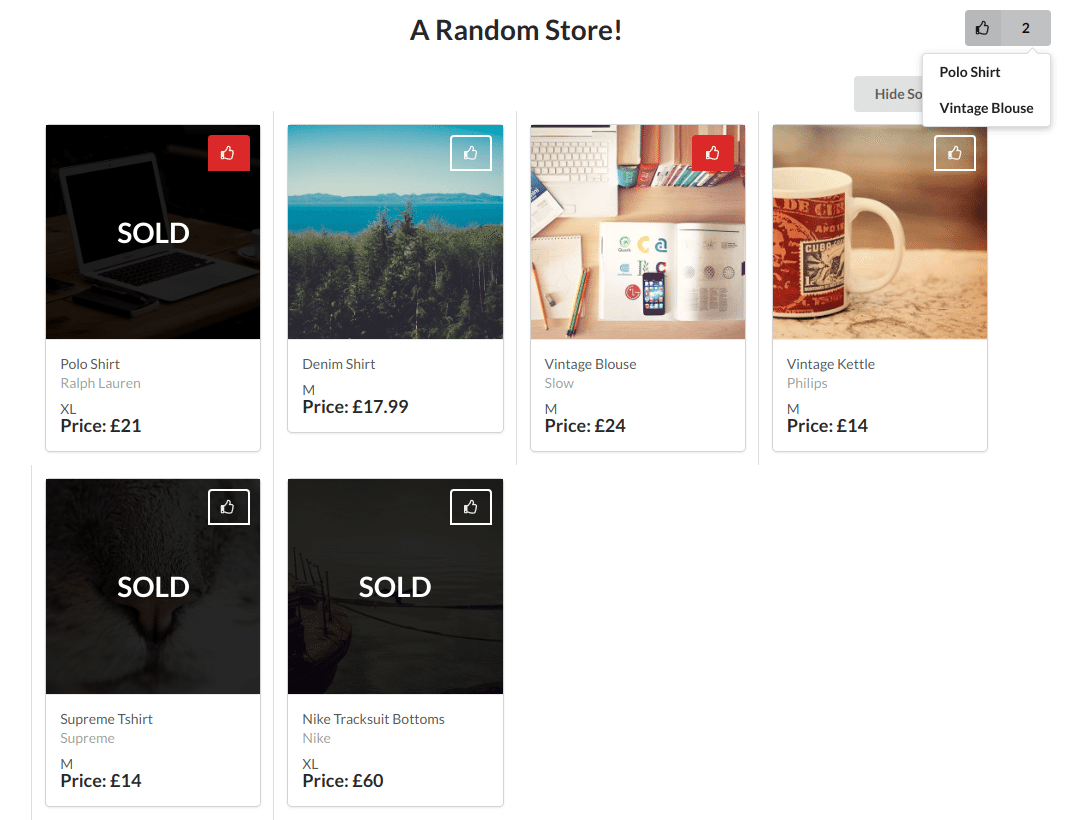 A Random Store!
2
Polo Shirt
Vintage Blouse
Hide So
SOLD
Polo Shirt
Ralph Lauren
XL
Price: £21
Denim Shirt
M
Price: £17.99
Vintage Blouse
Slow
M
Price: £24
Vintage Kettle
Philips
M
Price: £14
SOLD
Supreme Tshirt
Supreme
M
Price: £14
SOLD
Nike Tracksuit Bottoms
Nike
XL
Price: £60